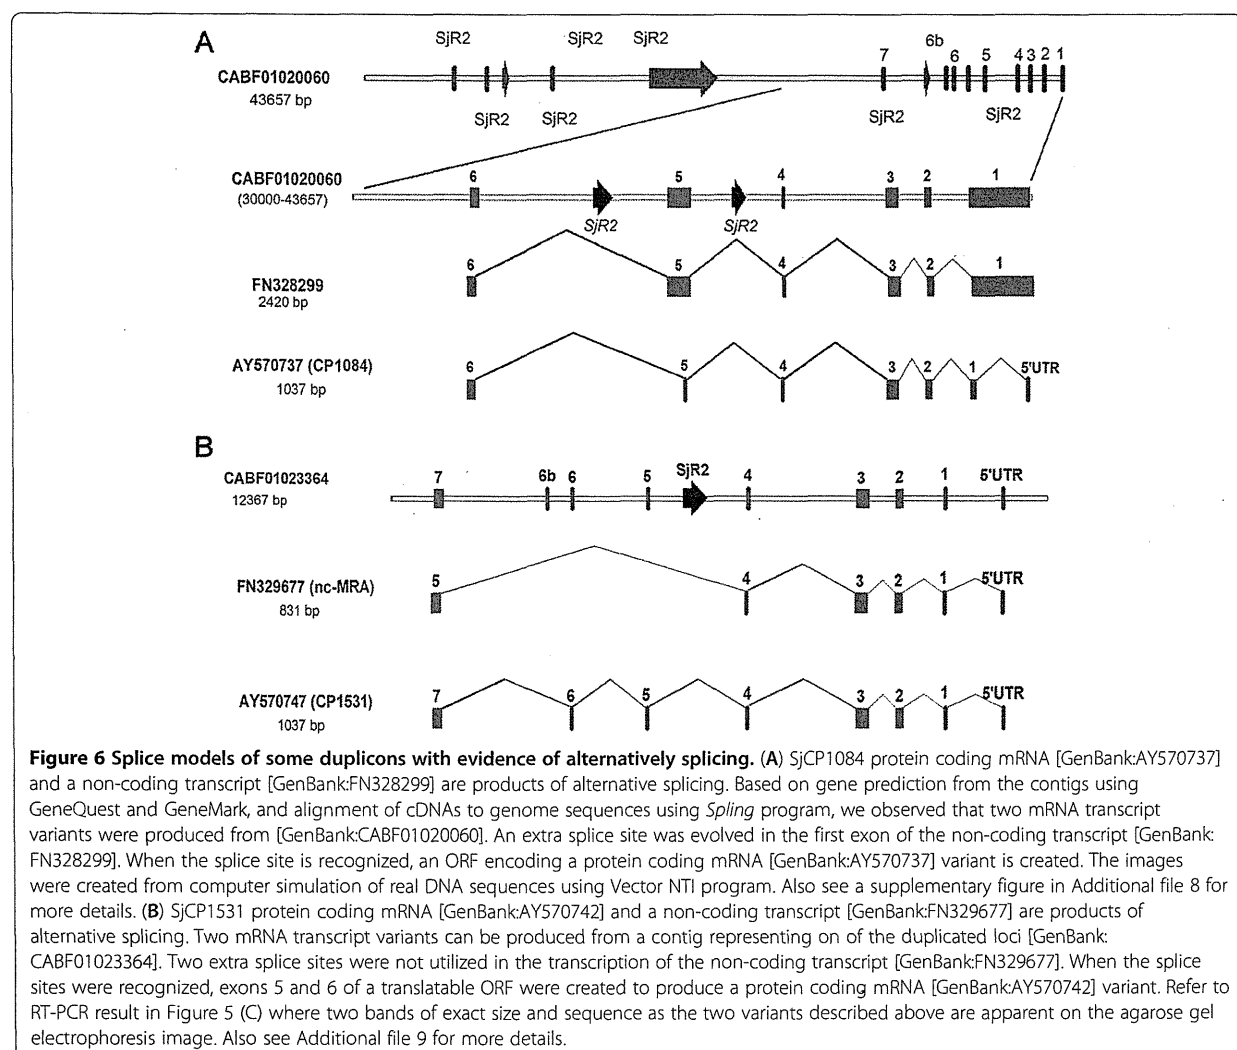 A
SjR2 SjR2 SjR2
7 6b 6 5 4 3 2 1
CABF01020060
43657 bp
SjR2 SjR2 SjR2 SjR2
CABF01020060
(30000-43657)
6 5 4 3 2 1
SjR2 SjR2
6 5 4 3 2 1
FN328299
2420 bp
AY570737 (CP1084)
1037 bp
6 5 4 3 2 1 5'UTR
B
CABF01023364
12367 bp
7 6b 6 5 SjR2 4 3 2 1 5'UTR
FN329677 (nc-MRA)
831 bp
5 4 3 2 1 5'UTR
AY570747 (CP1531)
1037 bp
7 6 5 4 3 2 1 5'UTR
Figure 6 Splice models of some duplicons with evidence of alternatively splicing. (A) SjCP1084 protein coding mRNA [GenBank:AY570737]
and a non-coding transcript [GenBank:FN328299] are products of alternative splicing. Based on gene prediction from the contigs using
GeneQuest and GeneMark, and alignment of cDNAs to genome sequences using Spling program, we observed that two mRNA transcript
variants were produced from [GenBank:CABF01020060]. An extra splice site was evolved in the first exon of the non-coding transcript [GenBank:
FN328299]. When the splice site is recognized, an ORF encoding a protein coding mRNA [GenBank:AY570737] variant is created. The images
were created from computer simulation of real DNA sequences using Vector NTI program. Also see a supplementary figure in Additional file 8 for
more details. (B) SjCP1531 protein coding mRNA [GenBank:AY570742] and a non-coding transcript [GenBank:FN329677] are products of
alternative splicing. Two mRNA transcript variants can be produced from a contig representing on of the duplicated loci [GenBank:
CABF01023364]. Two extra splice sites were not utilized in the transcription of the non-coding transcript [GenBank:FN329677]. When the splice
sites were recognized, exons 5 and 6 of a translatable ORF were created to produce a protein coding mRNA [GenBank:AY570742] variant. Refer to
RT-PCR result in Figure 5 (C) where two bands of exact size and sequence as the two variants described above are apparent on the agarose gel
electrophoresis image. Also see Additional file 9 for more details.